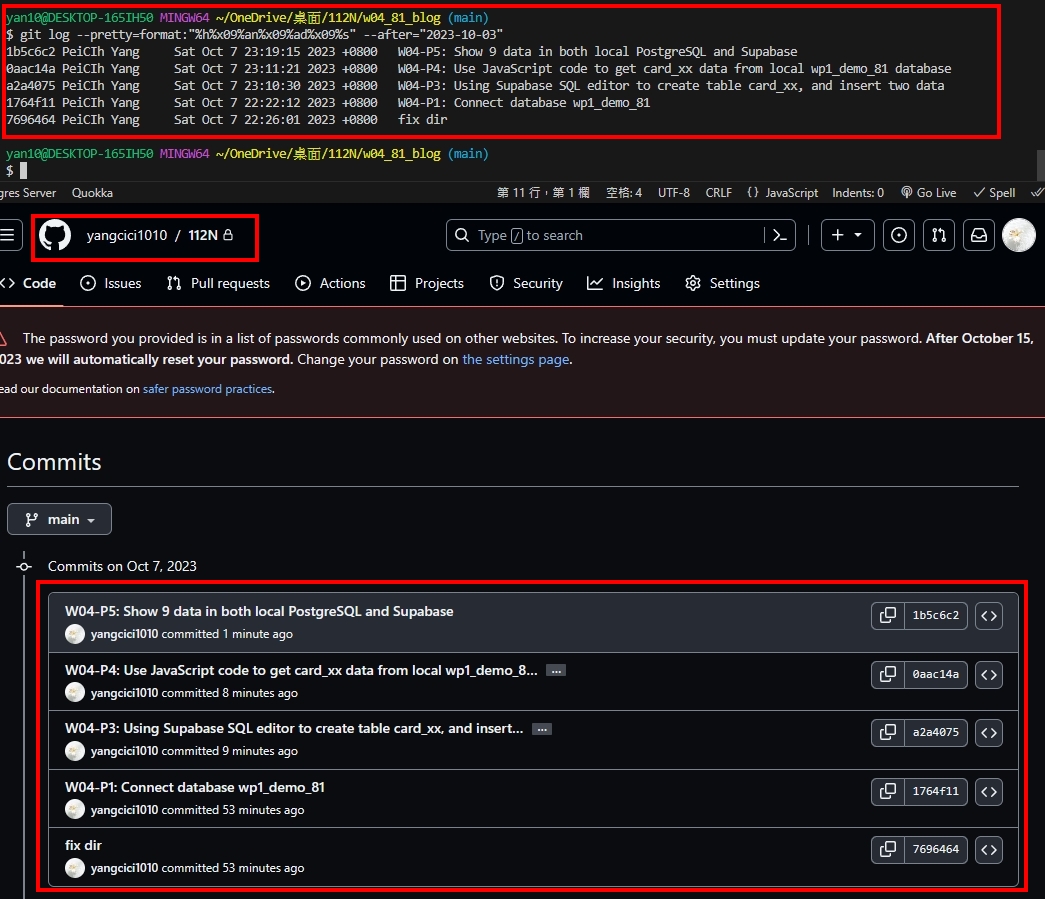 yan10@DESKTOP-165IH50 MINGW64 ~/OneDrive/桌面/112N/w04_81_blog (main)
$ git log --pretty=format:"%h%x09%an%x09%ad%x09%s" --after="2023-10-03"
1b5c6c2 PeiCIh Yang Sat Oct 7 23:19:15 2023 +0800 W04-P5: Show 9 data in both local PostgreSQL and Supabase
0aac14a PeiCIh Yang Sat Oct 7 23:11:21 2023 +0800 W04-P4: Use JavaScript code to get card_xx data from local wp1_demo_81 database
a2a4075 PeiCIh Yang Sat Oct 7 23:10:30 2023 +0800 W04-P3: Using Supabase SQL editor to create table card_xx, and insert two data
1764f11 PeiCIh Yang Sat Oct 7 22:22:12 2023 +0800 W04-P1: Connect database wp1_demo_81
7696464 PeiCIh Yang Sat Oct 7 22:26:01 2023 +0800 fix dir
yan10@DESKTOP-165IH50 MINGW64 ~/OneDrive/桌面/112N/w04_81_blog (main)
$
gres Server Quokka 第 11 行，第 1 欄 空格: 4 UTF-8 CRLF {} JavaScript Indents: 0 Go Live Spell
yangcici1010 / 112N
Type / to search
Code Issues Pull requests Actions Projects Security Insights Settings
The password you provided is in a list of passwords commonly used on other websites. To increase your security, you must update your password. After October 15,
023 we will automatically reset your password. Change your password on the settings page.
ead our documentation on safer password practices.
Commits
main
Commits on Oct 7, 2023
W04-P5: Show 9 data in both local PostgreSQL and Supabase
yangcici1010 committed 1 minute ago
1b5c6c2
W04-P4: Use JavaScript code to get card_xx data from local wp1_demo_8... ...
yangcici1010 committed 8 minutes ago
0aac14a
W04-P3: Using Supabase SQL editor to create table card_xx, and insert... ...
yangcici1010 committed 9 minutes ago
a2a4075
W04-P1: Connect database wp1_demo_81
yangcici1010 committed 53 minutes ago
1764f11
fix dir
yangcici1010 committed 53 minutes ago
7696464